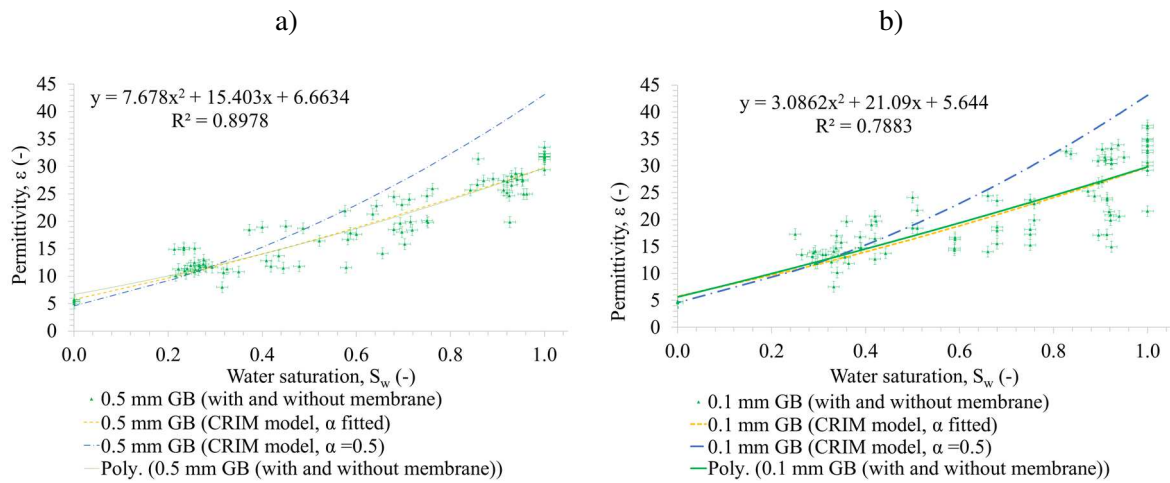 a)
y = 7.678x² + 15.403x + 6.6634
R² = 0.8978
45
40
35
30
25
20
15
10
5
0
Permittivity, ε (-)
0.0 0.2 0.4 0.6 0.8 1.0
Water saturation, Sw (-)
0.5 mm GB (with and without membrane)
0.5 mm GB (CRIM model, α fitted)
0.5 mm GB (CRIM model, α =0.5)
Poly. (0.5 mm GB (with and without membrane))
b)
y = 3.0862x² + 21.09x + 5.644
R² = 0.7883
45
40
35
30
25
20
15
10
5
0
Permittivity, ε (-)
0.0 0.2 0.4 0.6 0.8 1.0
Water saturation, Sw (-)
0.1 mm GB (with and without membrane)
0.1 mm GB (CRIM model, α fitted)
0.1 mm GB (CRIM model, α =0.5)
Poly. (0.1 mm GB (with and without membrane))